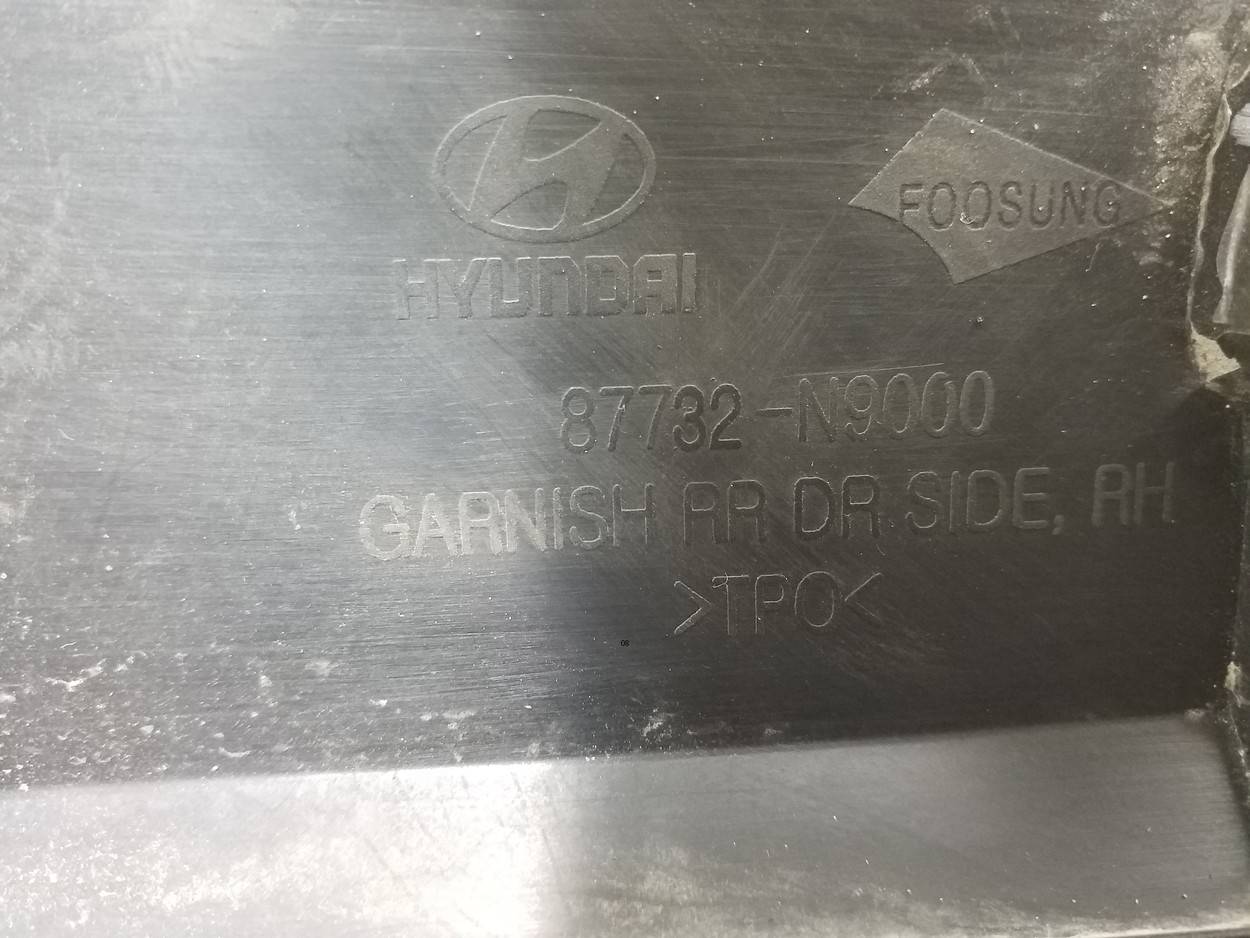 HYUNDAI
FOOSUNG
87732-N9000
GARNISH RR DR SIDE, RH
>TPO<